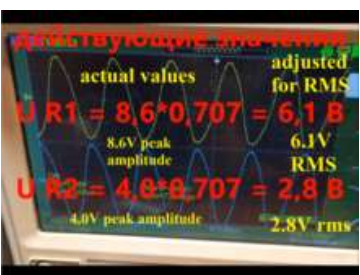 действующие значения
actual values
adjusted
for RMS
U R1 = 8,6*0,707 = 6,1 В
8.6V peak
amplitude
6.1V
RMS
U R2 = 4,0*0,707 = 2,8 В
4.0V peak amplitude
2.8V rms